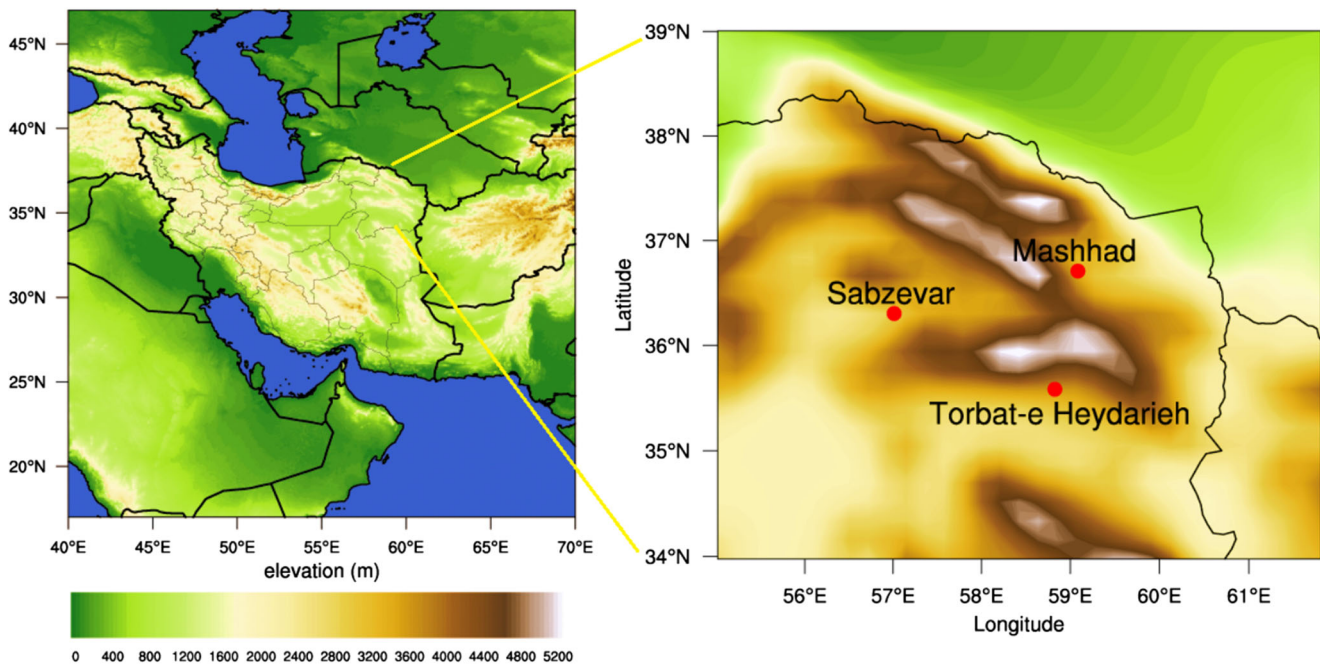 45°N
40°N
35°N
30°N
25°N
20°N
40°E 45°E 50°E 55°E 60°E 65°E 70°E
elevation (m)
0 400 800 1200 1600 2000 2400 2800 3200 3600 4000 4400 4800 5200
39°N
38°N
37°N
36°N
35°N
34°N
Latitude
Mashhad
Sabzevar
Torbat-e Heydarieh
56°E 57°E 58°E 59°E 60°E 61°E
Longitude